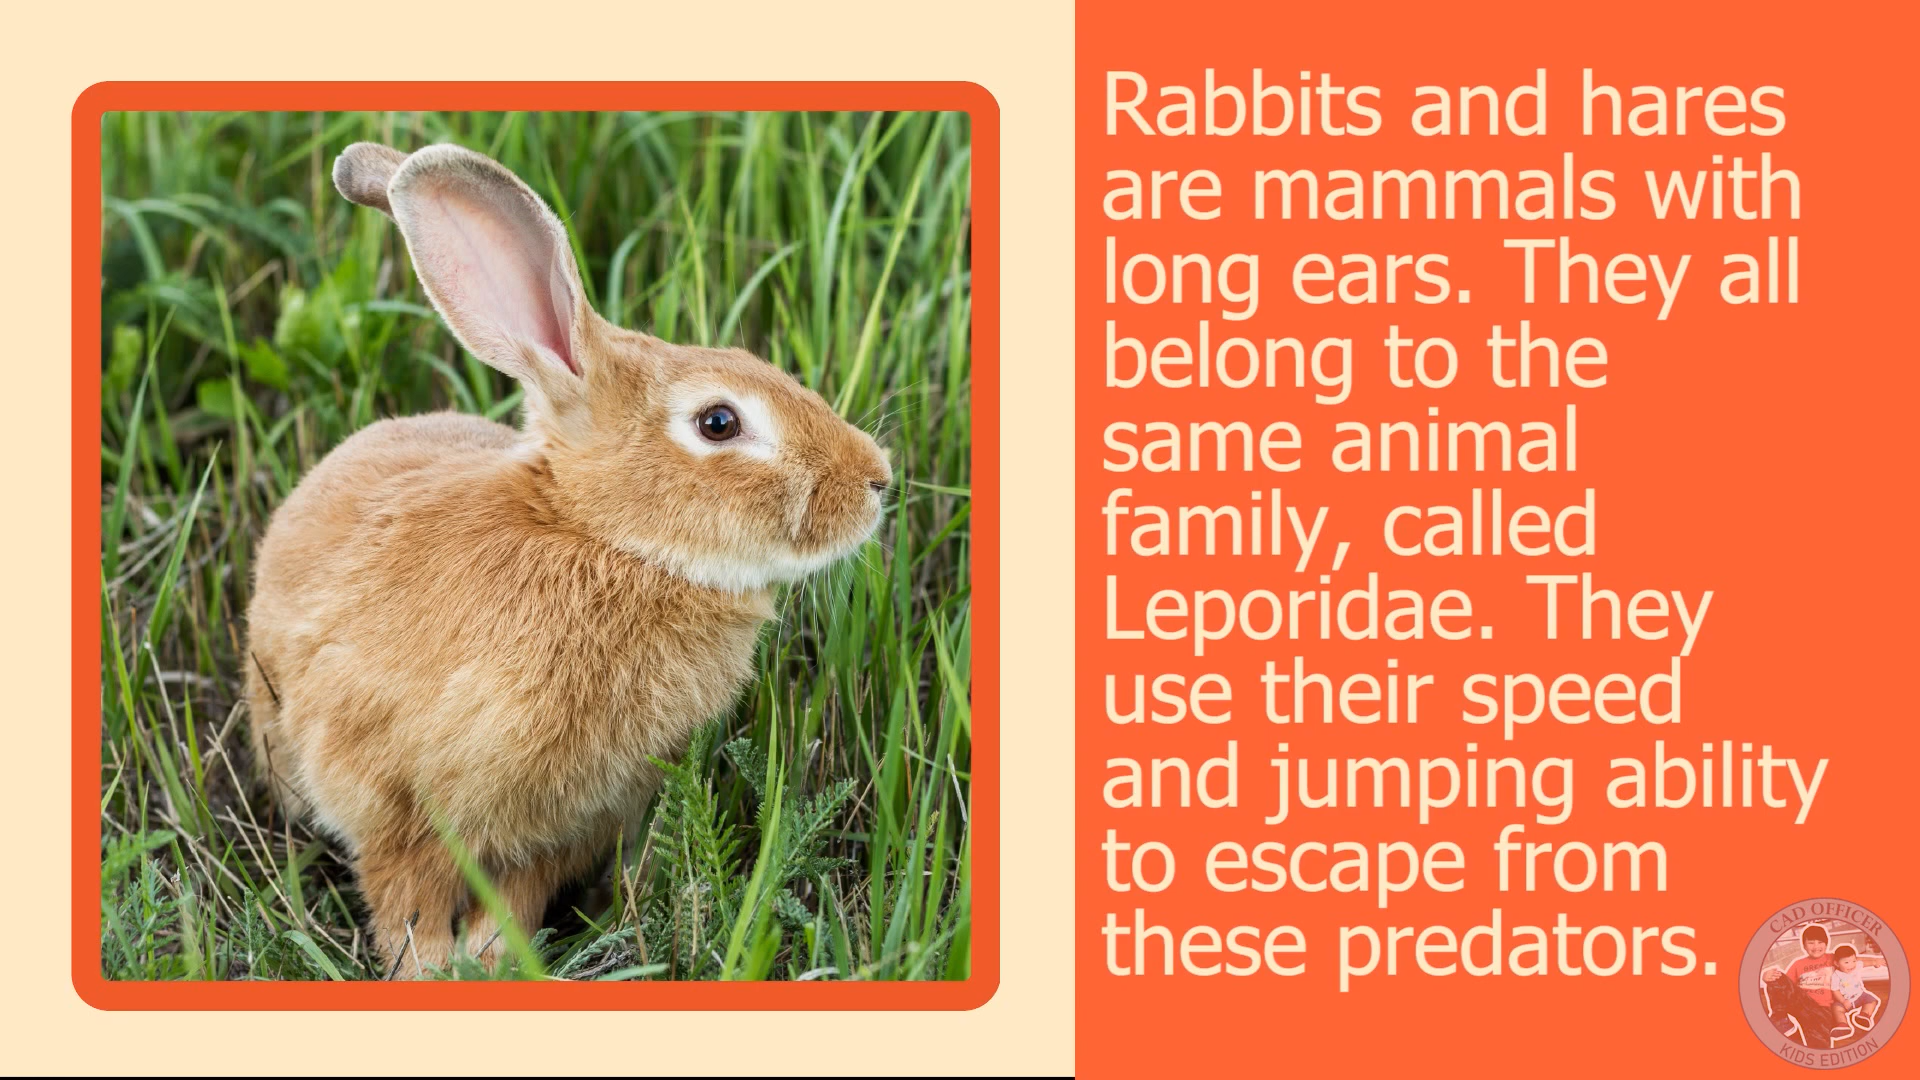 Rabbits and hares
are mammals with
long ears. They all
belong to the
same animal
family, called
Leporidae. They
use their speed
and jumping ability
to escape from
these predators.
CAD OFFICER
KIDS EDITION